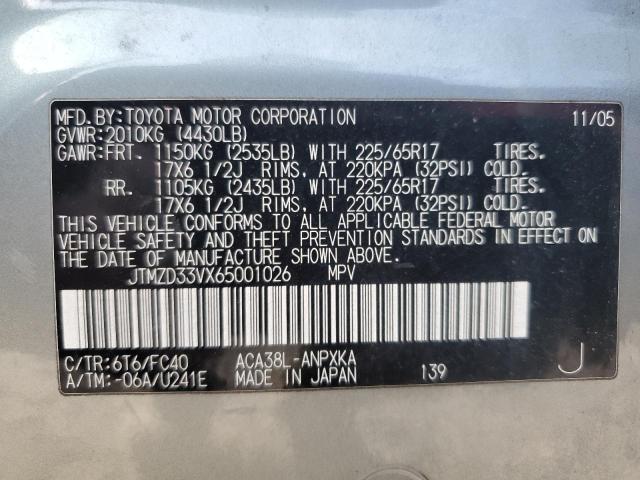 MFD.BY:TOYOTA MOTOR CORPORATION 11/05
GVWR:2010KG (4430LB)
GAWR:FRT. 1150KG (2535LB) WITH 225/65R17 TIRES.
17X6 1/2J RIMS, AT 220KPA (32PSI) COLD.
RR. 1105KG (2435LB) WITH 225/65R17 TIRES.
17X6 1/2J RIMS, AT 220KPA (32PSI) COLD.
THIS VEHICLE CONFORMS TO ALL APPLICABLE FEDERAL MOTOR
VEHICLE SAFETY AND THEFT PREVENTION STANDARDS IN EFFECT ON
THE DATE OF MANUFACTURE SHOWN ABOVE.
JTMZD33VX65001026 MPV
C/TR:6T6/FC40 ACA38L-ANPXKA J
A/TM:-06A/U241E MADE IN JAPAN 139